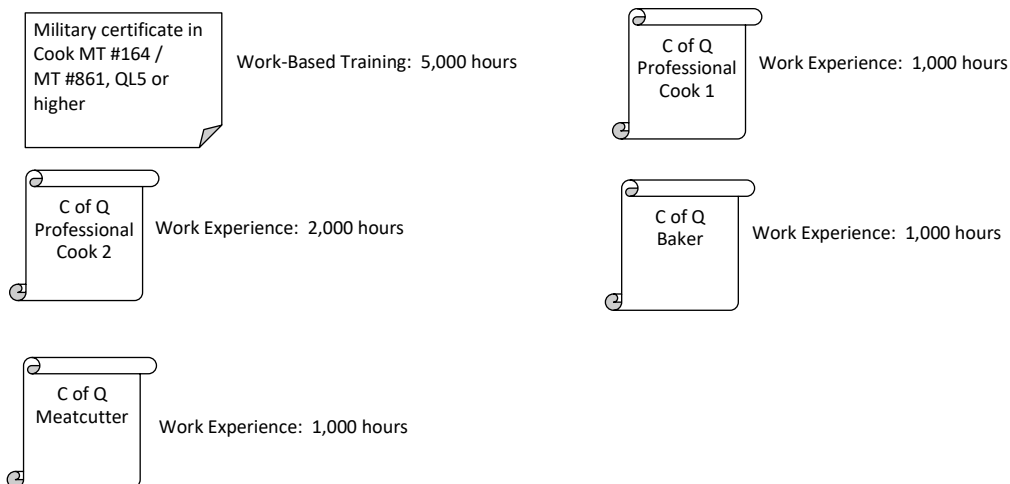 Military certificate in
Cook MT #164 /
MT #861, QL5 or
higher
Work-Based Training: 5,000 hours
C of Q
Professional
Cook 1
Work Experience: 1,000 hours
C of Q
Professional
Cook 2
Work Experience: 2,000 hours
C of Q
Baker
Work Experience: 1,000 hours
C of Q
Meatcutter
Work Experience: 1,000 hours